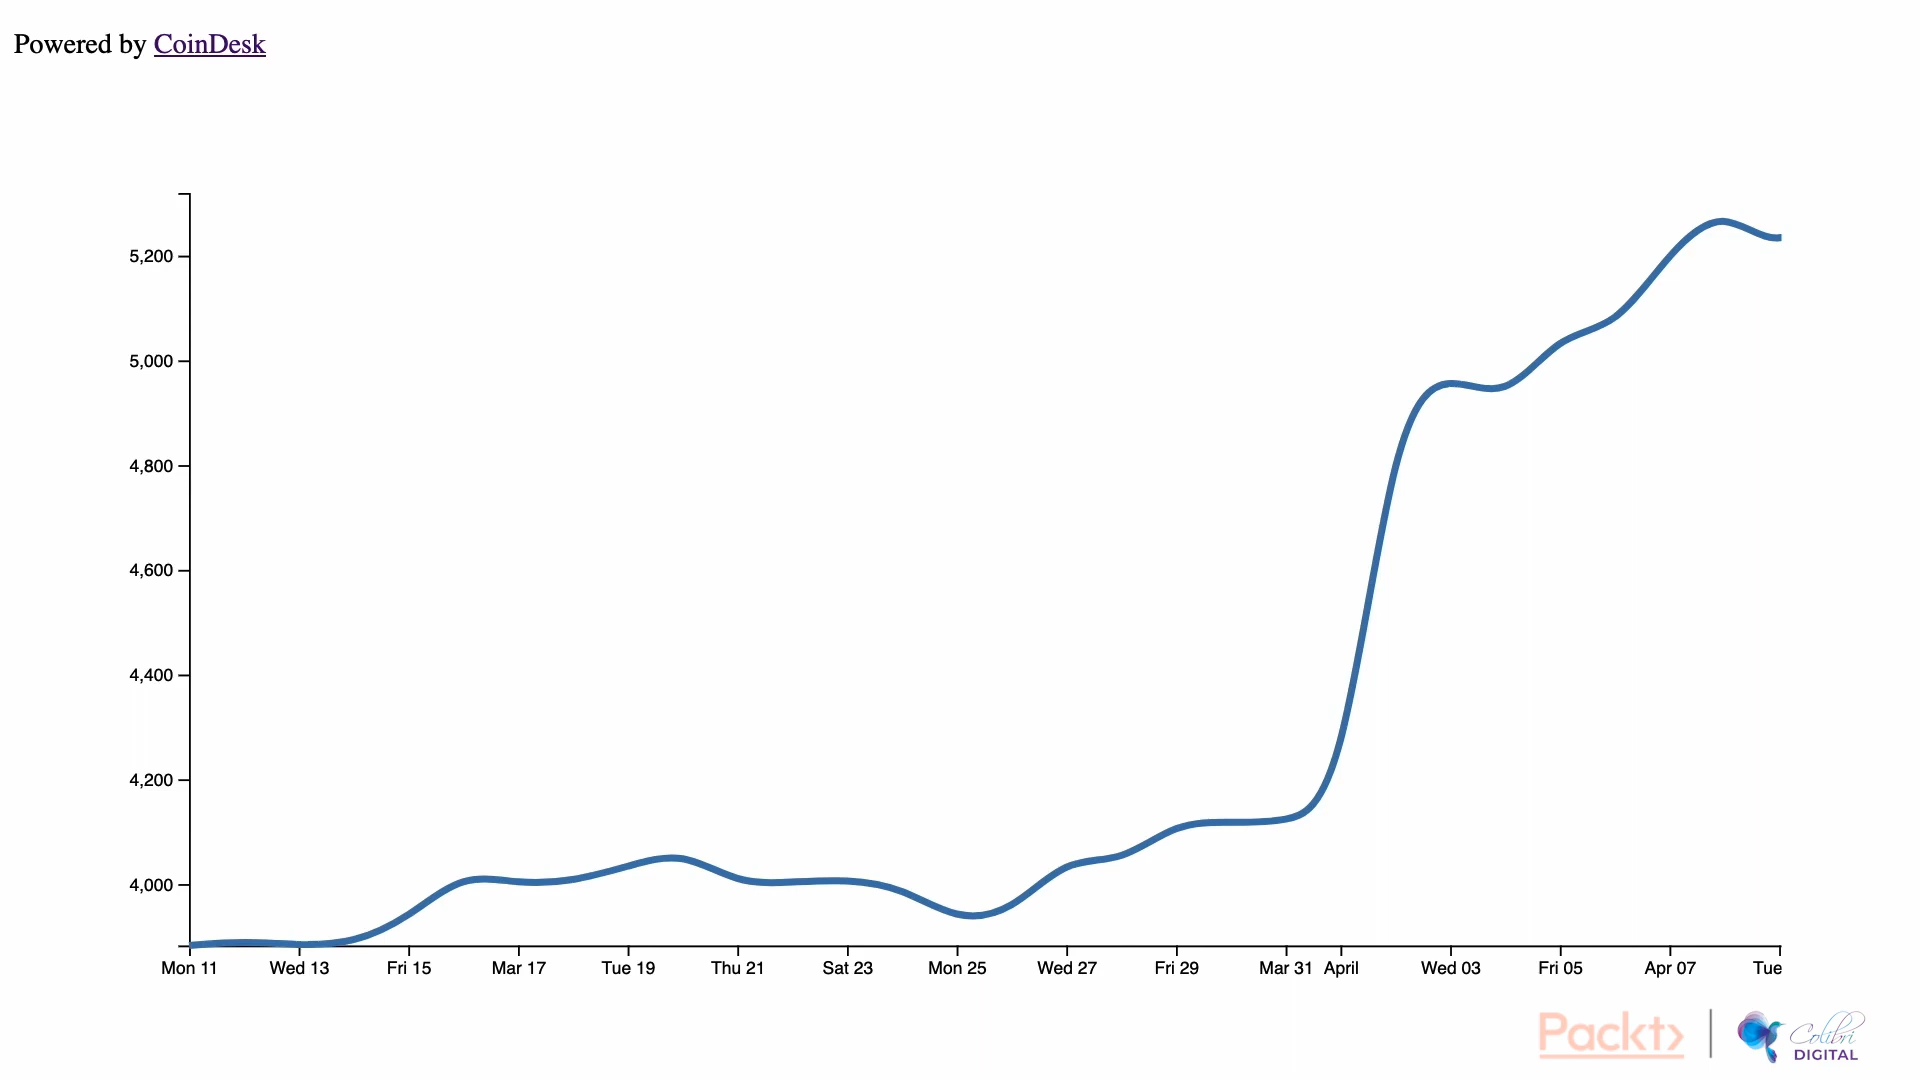 Powered by CoinDesk
5,200
5,000
4,800
4,600
4,400
4,200
4,000
Mon 11 Wed 13 Fri 15 Mar 17 Tue 19 Thu 21 Sat 23 Mon 25 Wed 27 Fri 29 Mar 31 April Wed 03 Fri 05 Apr 07 Tue
Packt
Colibri
DIGITAL